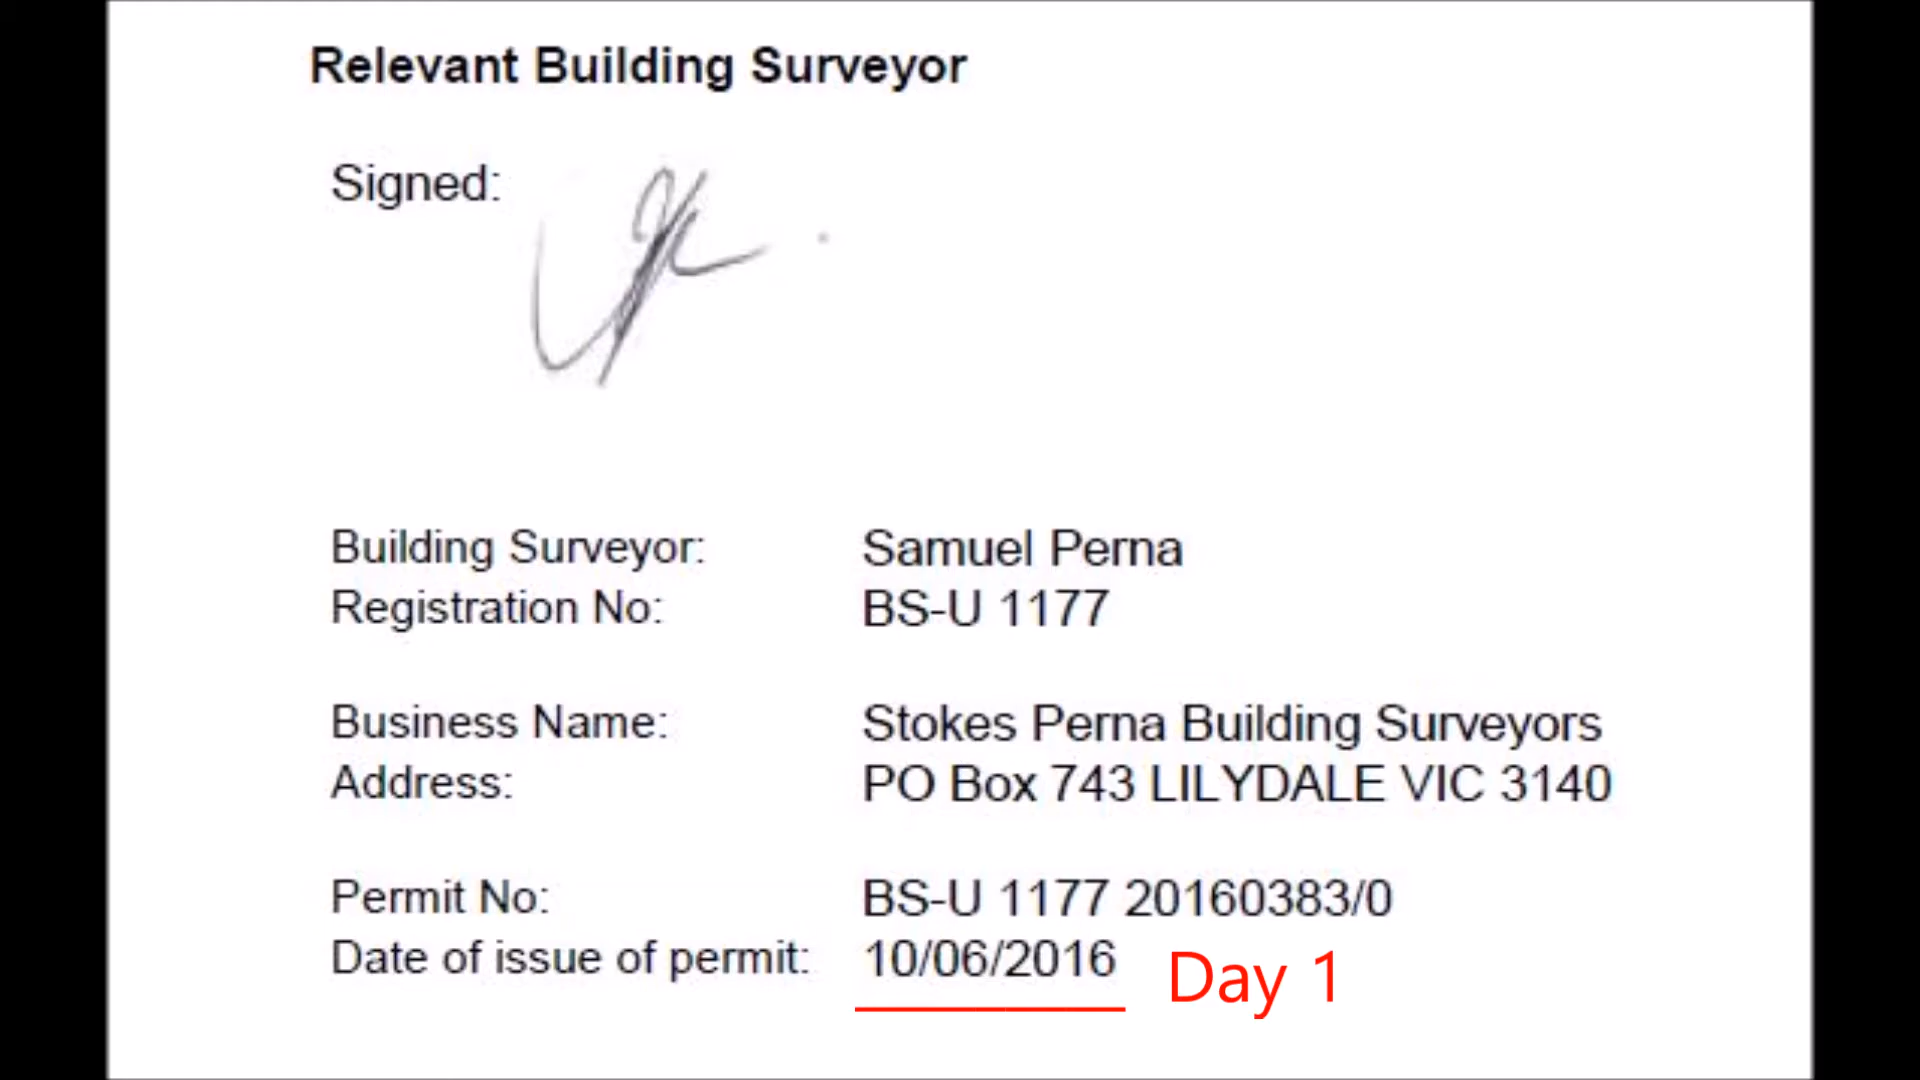 Relevant Building Surveyor
Signed:
Building Surveyor: Samuel Perna
Registration No: BS-U 1177
Business Name: Stokes Perna Building Surveyors
Address: PO Box 743 LILYDALE VIC 3140
Permit No: BS-U 1177 20160383/0
Date of issue of permit: 10/06/2016 Day 1